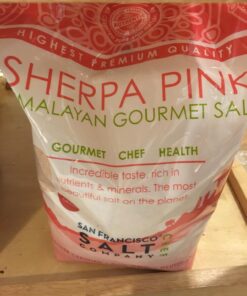 HIGHEST PREMIUM QUALITY
SHERPA PINK
MALAYAN GOURMET SAL
GOURMET CHEF HEALTH
Incredible taste, rich in
nutrients & minerals. The most
beautiful salt on the planet.
SAN FRANCISCO
SALT
COMPANY